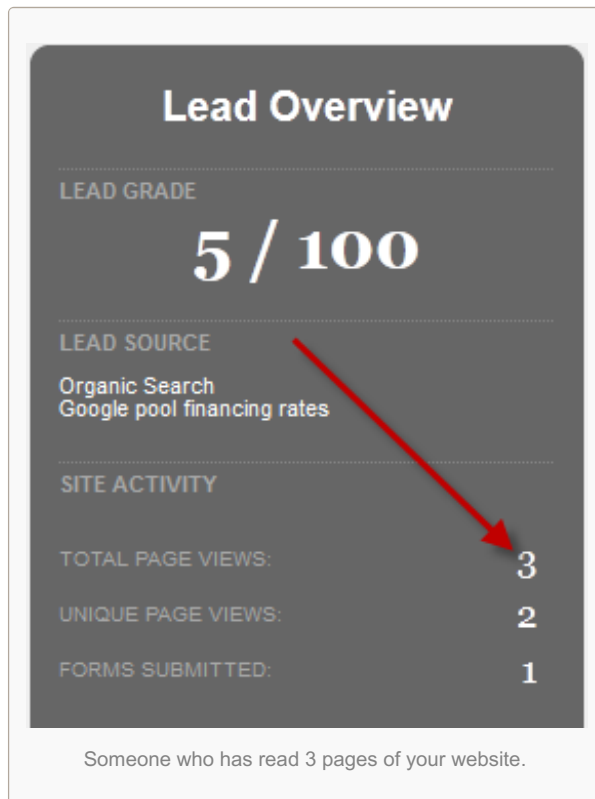 Lead Overview
LEAD GRADE
5 / 100
LEAD SOURCE
Organic Search
Google pool financing rates
SITE ACTIVITY
TOTAL PAGE VIEWS: 3
UNIQUE PAGE VIEWS: 2
FORMS SUBMITTED: 1
Someone who has read 3 pages of your website.